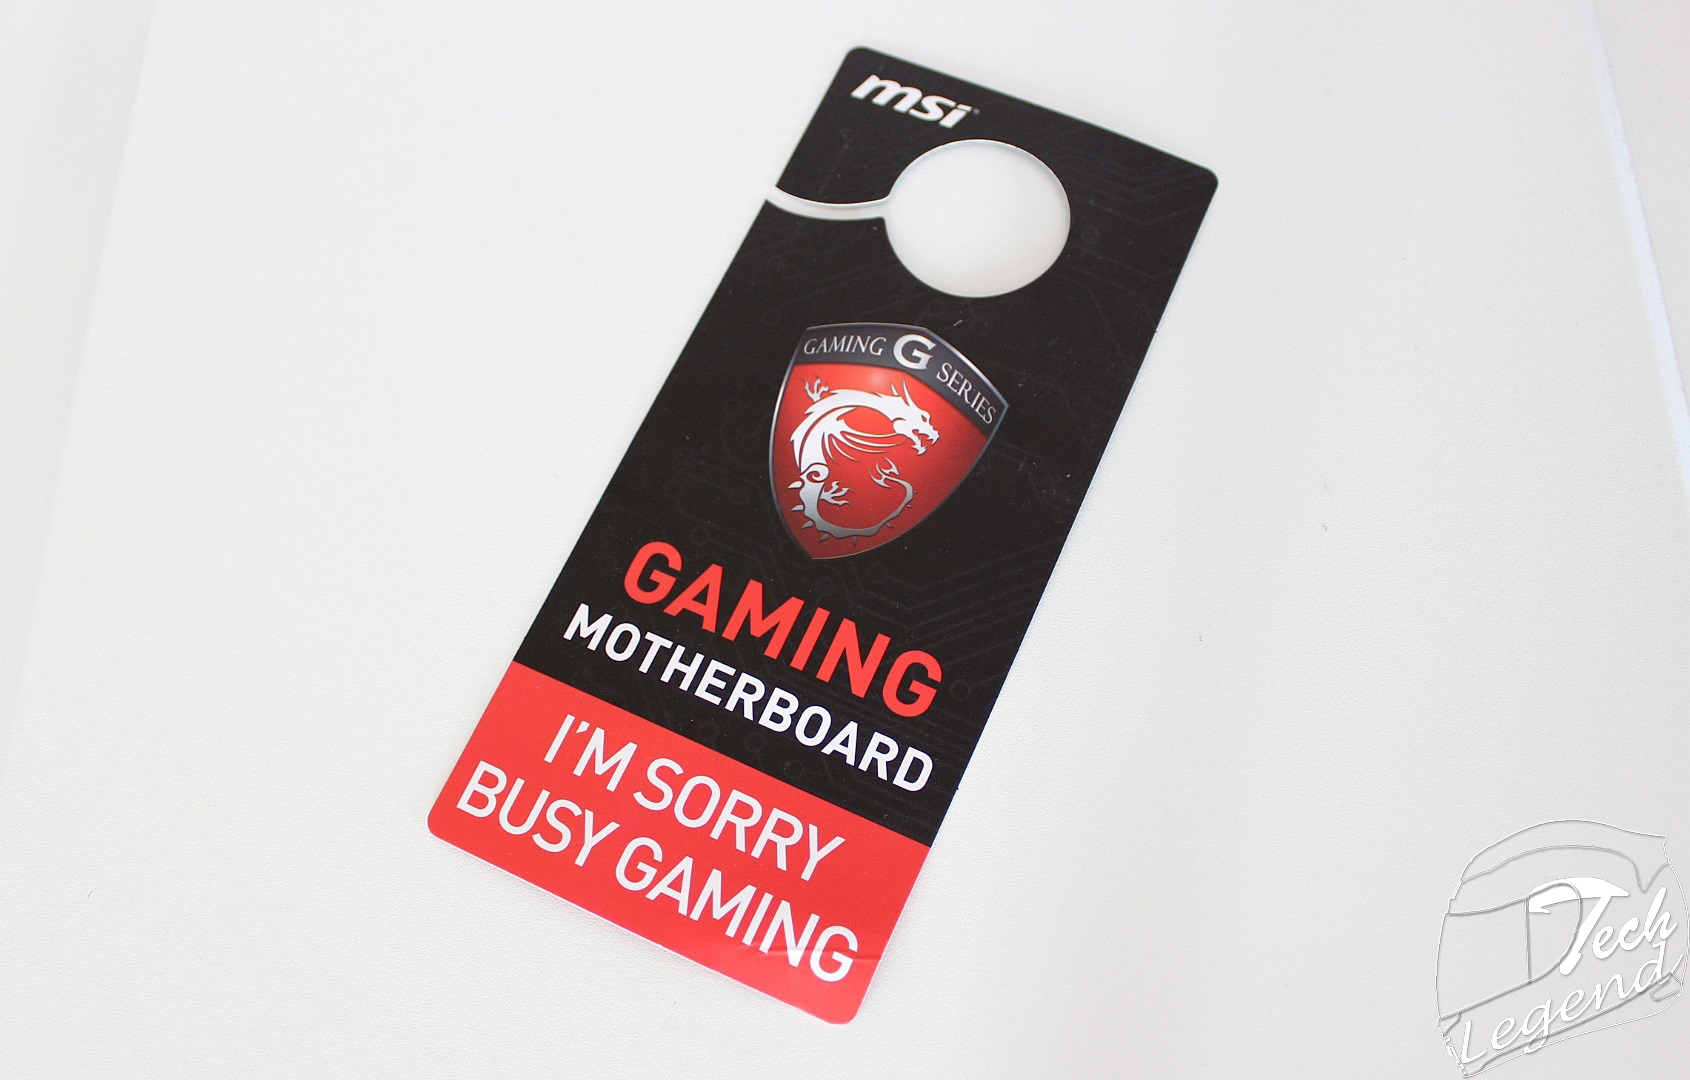 msi
GAMING G SERIES
GAMING
MOTHERBOARD
I'M SORRY
BUSY GAMING
Tech
Legend